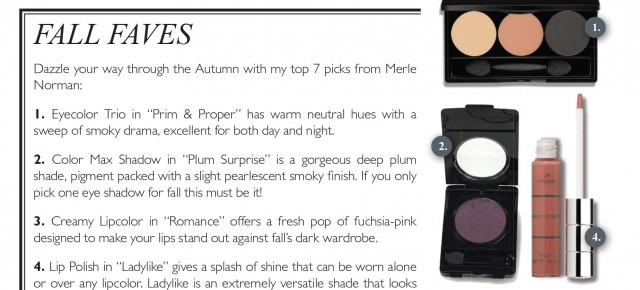 FALL FAVES
Dazzle your way through the Autumn with my top 7 picks from Merle
Norman:
1. Eyecolor Trio in “Prim & Proper” has warm neutral hues with a
sweep of smoky drama, excellent for both day and night.
2. Color Max Shadow in “Plum Surprise” is a gorgeous deep plum
shade, pigment packed with a slight pearlescent smoky finish. If you only
pick one eye shadow for fall this must be it!
3. Creamy Lipcolor in “Romance” offers a fresh pop of fuchsia-pink
designed to make your lips stand out against fall’s dark wardrobe.
4. Lip Polish in “Ladylike” gives a splash of shine that can be worn alone
or over any lipcolor. Ladylike is an extremely versatile shade that looks
1.
2.
4.